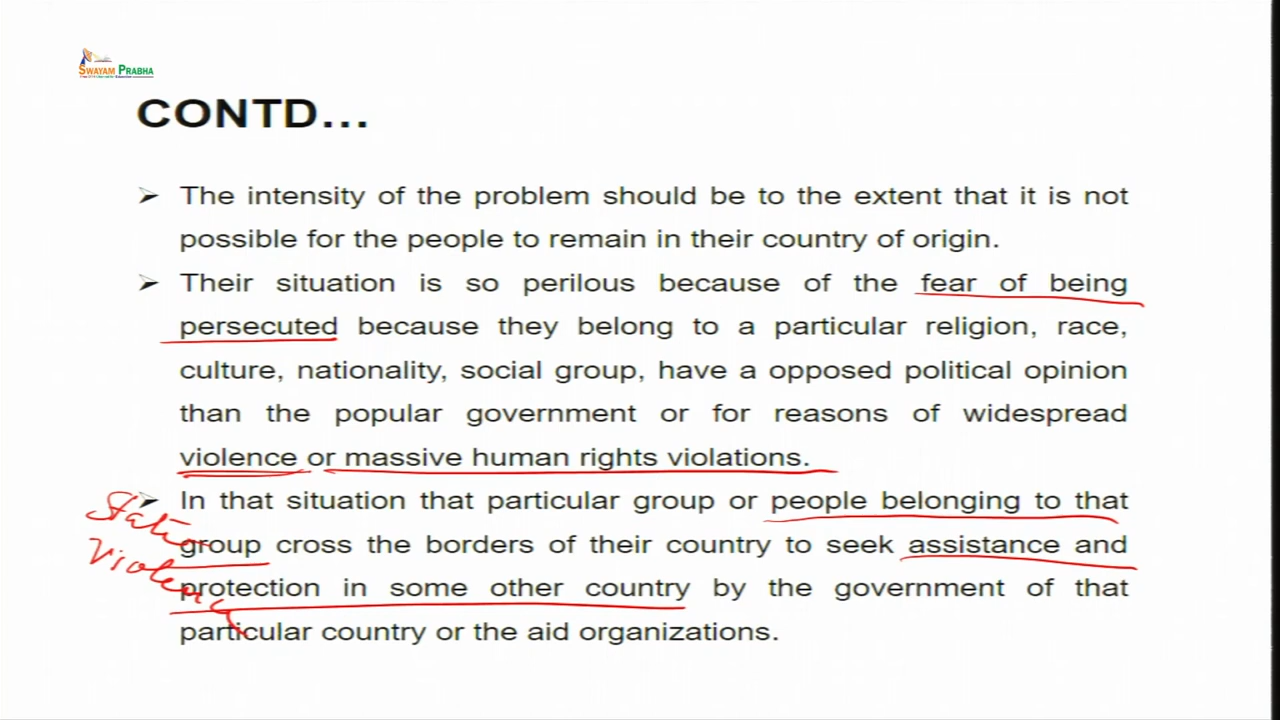 SWAYAM PRABHA
CONTD...
➢ The intensity of the problem should be to the extent that it is not
possible for the people to remain in their country of origin.
➢ Their situation is so perilous because of the fear of being
persecuted because they belong to a particular religion, race,
culture, nationality, social group, have a opposed political opinion
than the popular government or for reasons of widespread
violence or massive human rights violations.
➢ In that situation that particular group or people belonging to that
group cross the borders of their country to seek assistance and
protection in some other country by the government of that
particular country or the aid organizations.